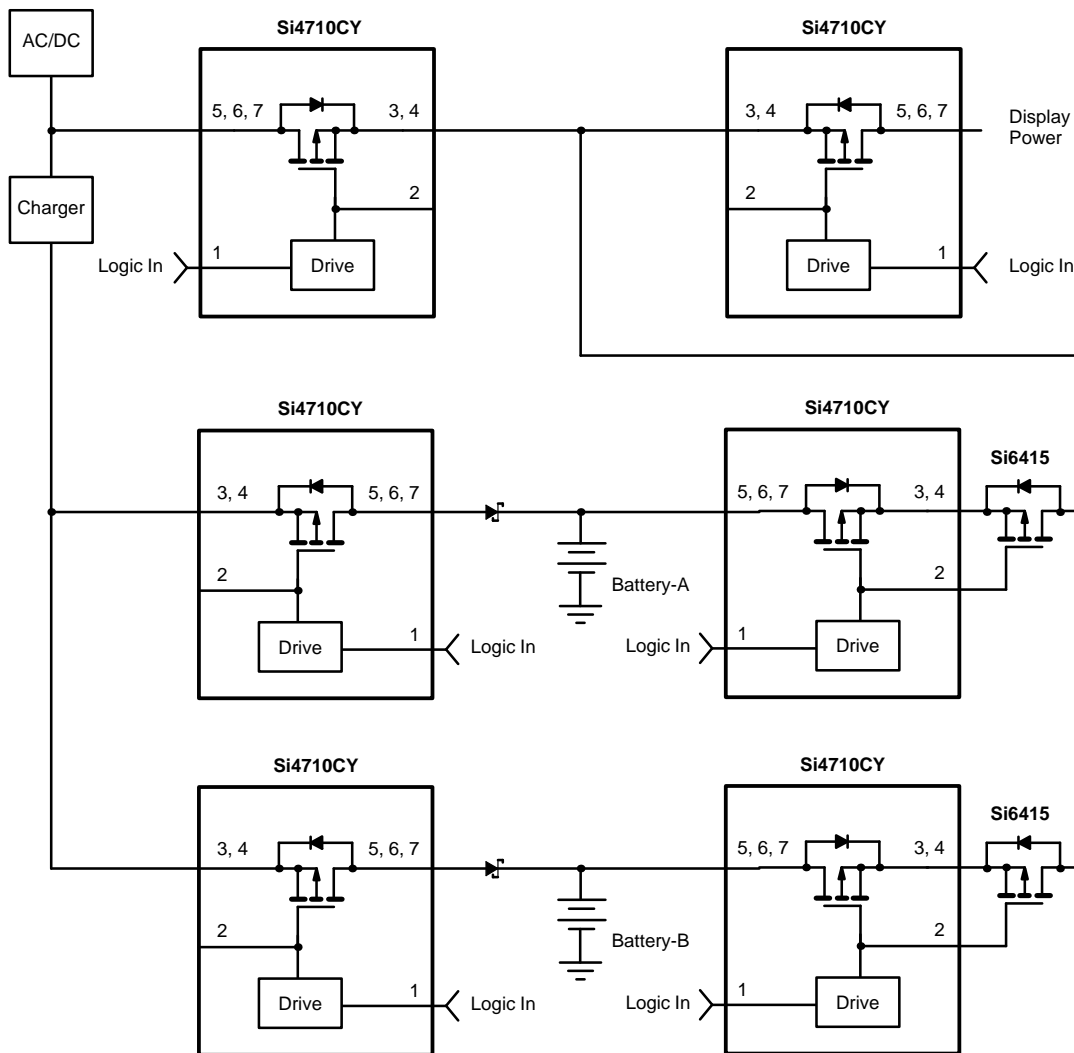 Si4710CY
Si4710CY
AC/DC
5, 6, 7
3, 4
3, 4
5, 6, 7
Display
Power
2
2
Charger
1
1
Logic In
Drive
Drive
Logic In
Si4710CY
Si4710CY
Si6415
3, 4
5, 6, 7
5, 6, 7
3, 4
2
2
Battery-A
1
1
Drive
Logic In
Logic In
Drive
Si4710CY
Si4710CY
Si6415
3, 4
5, 6, 7
5, 6, 7
3, 4
2
2
Battery-B
1
1
Drive
Logic In
Logic In
Drive